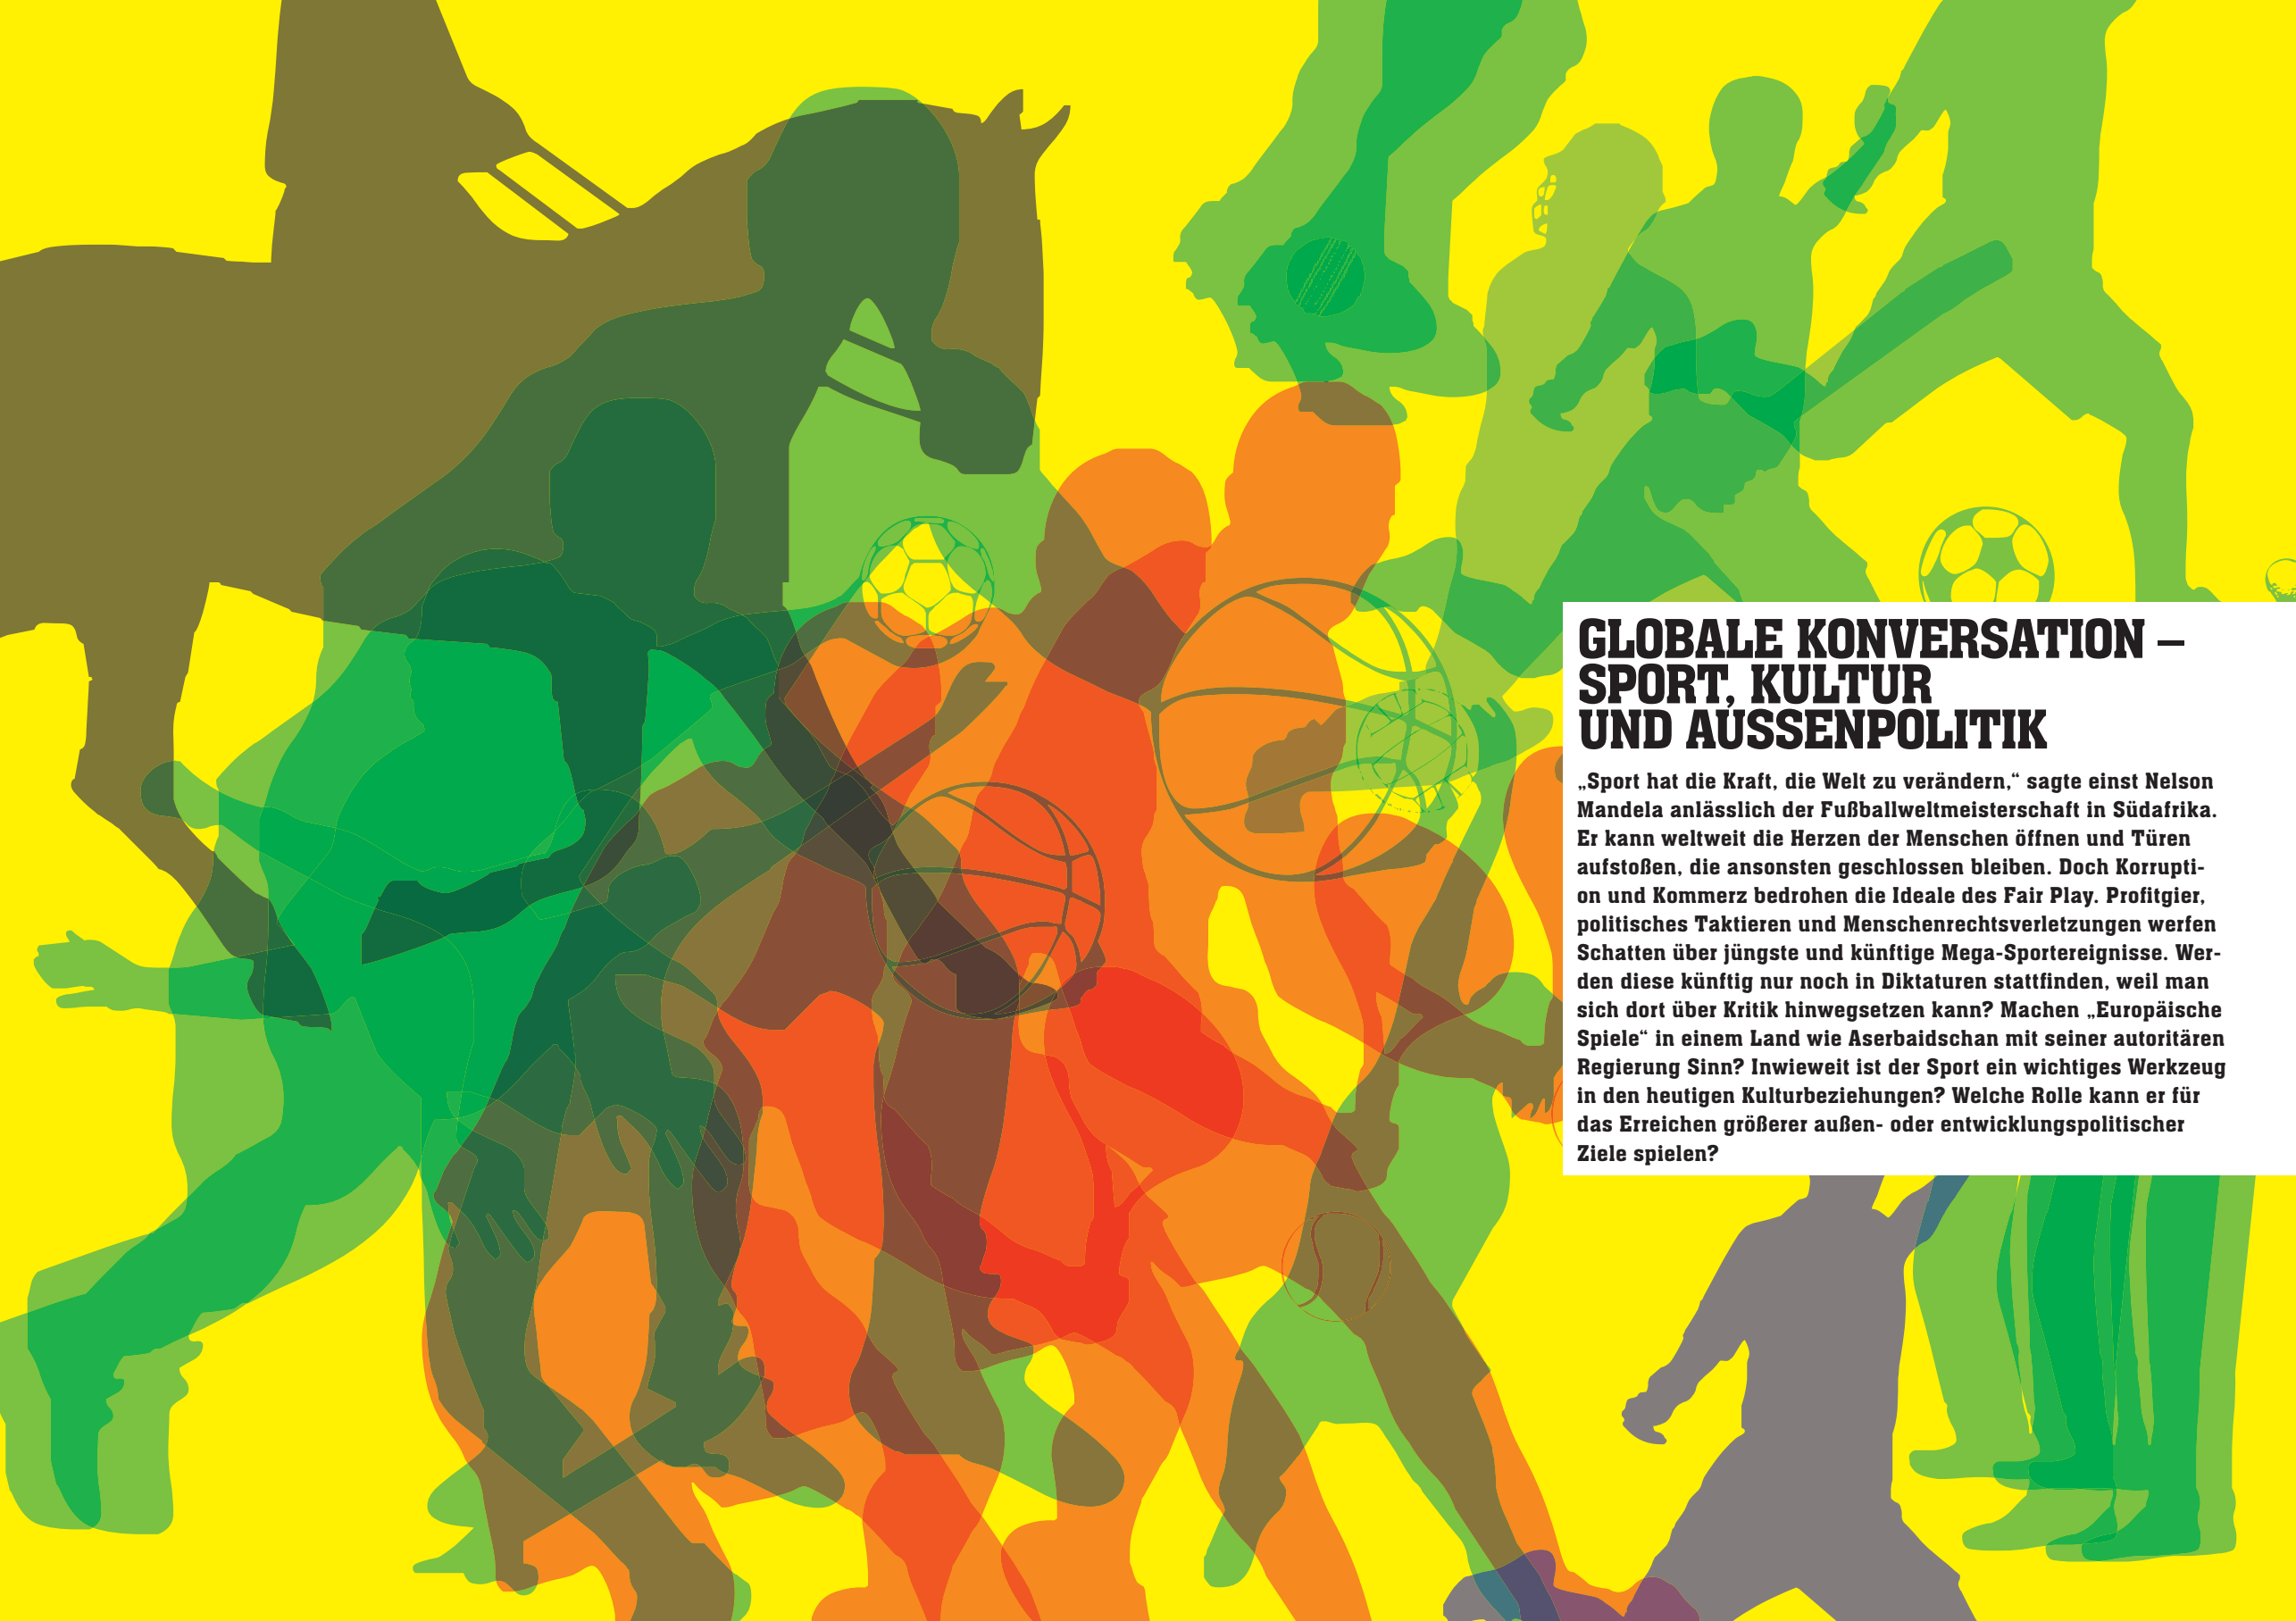 GLOBALE KONVERSATION –
SPORT, KULTUR
UND AUSSENPOLITIK
„Sport hat die Kraft, die Welt zu verändern,“ sagte einst Nelson
Mandela anlässlich der Fußballweltmeisterschaft in Südafrika.
Er kann weltweit die Herzen der Menschen öffnen und Türen
aufstoßen, die ansonsten geschlossen bleiben. Doch Korrupti-
on und Kommerz bedrohen die Ideale des Fair Play. Profitgier,
politisches Taktieren und Menschenrechtsverletzungen werfen
Schatten über jüngste und künftige Mega-Sportereignisse. Wer-
den diese künftig nur noch in Diktaturen stattfinden, weil man
sich dort über Kritik hinwegsetzen kann? Machen „Europäische
Spiele“ in einem Land wie Aserbaidschan mit seiner autoritären
Regierung Sinn? Inwieweit ist der Sport ein wichtiges Werkzeug
in den heutigen Kulturbeziehungen? Welche Rolle kann er für
das Erreichen größerer außen- oder entwicklungspolitischer
Ziele spielen?